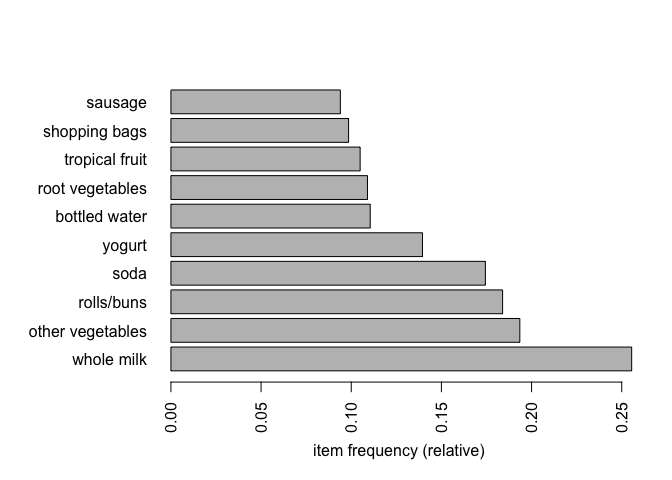 sausage
shopping bags
tropical fruit
root vegetables
bottled water
yogurt
soda
rolls/buns
other vegetables
whole milk
0.00
0.05
0.10
0.15
0.20
0.25
item frequency (relative)